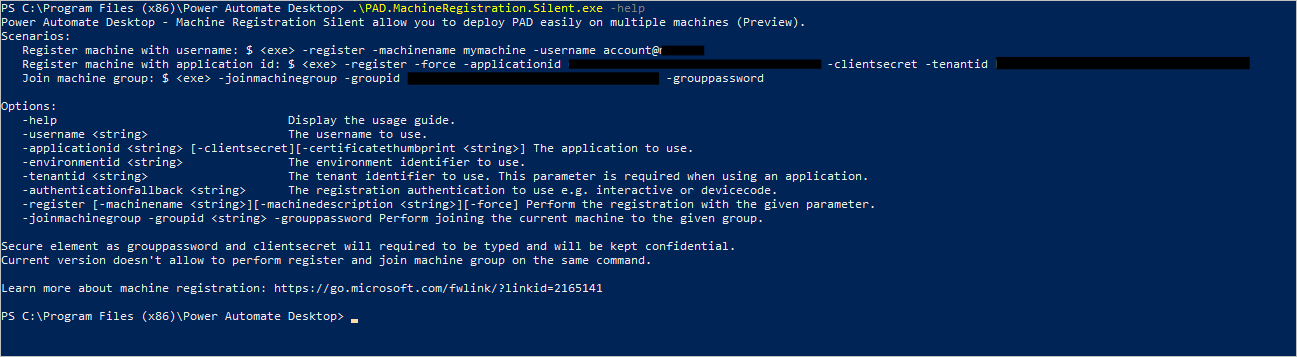 PS C:\Program Files (x86)\Power Automate Desktop> .\PAD.MachineRegistration.Silent.exe -help
Power Automate Desktop - Machine Registration Silent allow you to deploy PAD easily on multiple machines (Preview).
Scenarios:
Register machine with username: $ <exe> -register -machinename mymachine -username account@
Register machine with application id: $ <exe> -register -force -applicationid -clientsecret -tenantid
Join machine group: $ <exe> -joinmachinegroup -groupid -grouppassword
Options:
-help Display the usage guide.
-username <string> The username to use.
-applicationid <string> [-clientsecret][-certificatethumbprint <string>] The application to use.
-environmentid <string> The environment identifier to use.
-tenantid <string> The tenant identifier to use. This parameter is required when using an application.
-authenticationfallback <string> The registration authentication to use e.g. interactive or devicecode.
-register [-machinename <string>][-machinedescription <string>][-force] Perform the registration with the given parameter.
-joinmachinegroup -groupid <string> -grouppassword Perform joining the current machine to the given group.
Secure element as grouppassword and clientsecret will required to be typed and will be kept confidential.
Current version doesn't allow to perform register and join machine group on the same command.
Learn more about machine registration: https://go.microsoft.com/fwlink/?linkid=2165141
PS C:\Program Files (x86)\Power Automate Desktop>